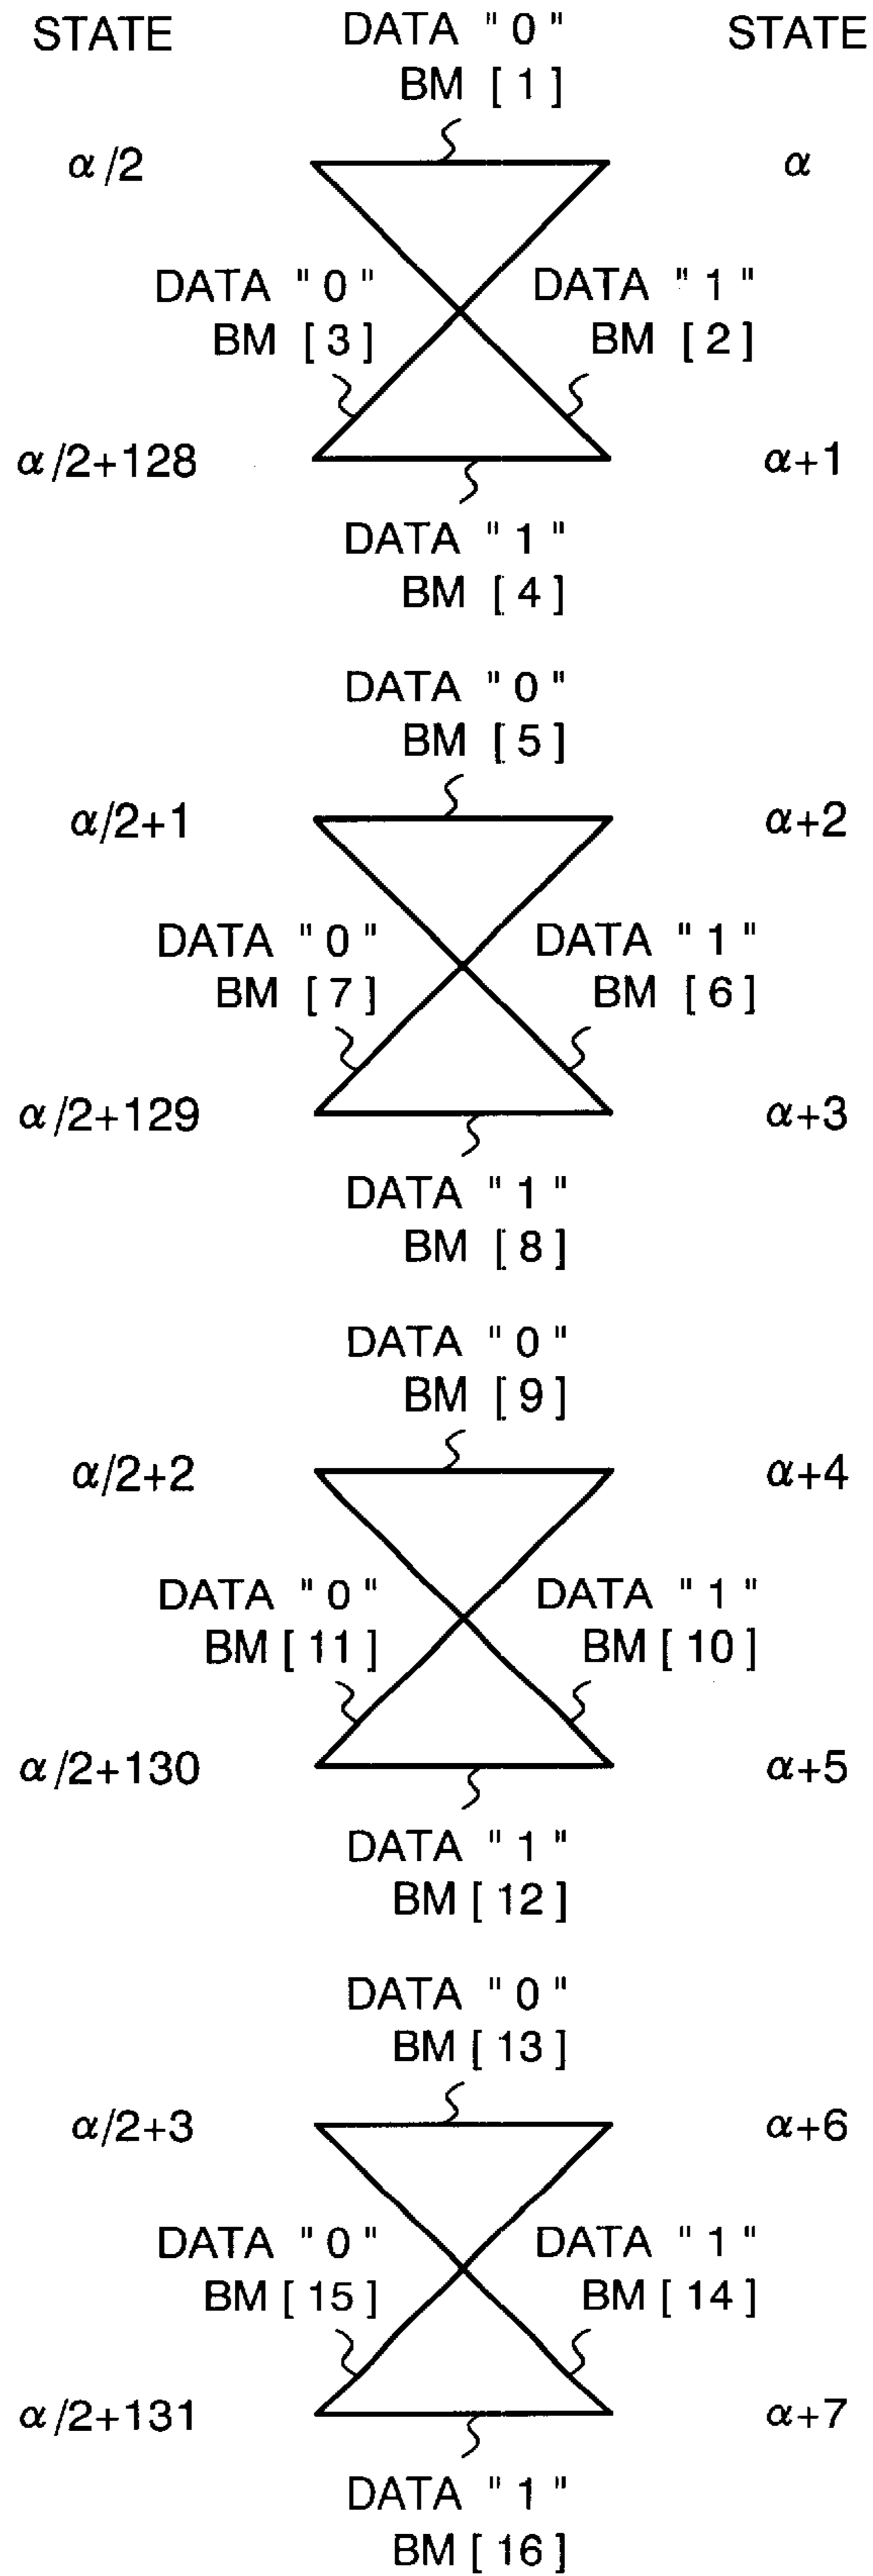 STATE DATA "0" STATE
BM [1]
α/2 α
DATA "0" DATA "1"
BM [3] BM [2]
α/2+128 α+1
DATA "1"
BM [4]
DATA "0"
BM [5]
α/2+1 α+2
DATA "0" DATA "1"
BM [7] BM [6]
α/2+129 α+3
DATA "1"
BM [8]
DATA "0"
BM [9]
α/2+2 α+4
DATA "0" DATA "1"
BM [11] BM [10]
α/2+130 α+5
DATA "1"
BM [12]
DATA "0"
BM [13]
α/2+3 α+6
DATA "0" DATA "1"
BM [15] BM [14]
α/2+131 α+7
DATA "1"
BM [16]